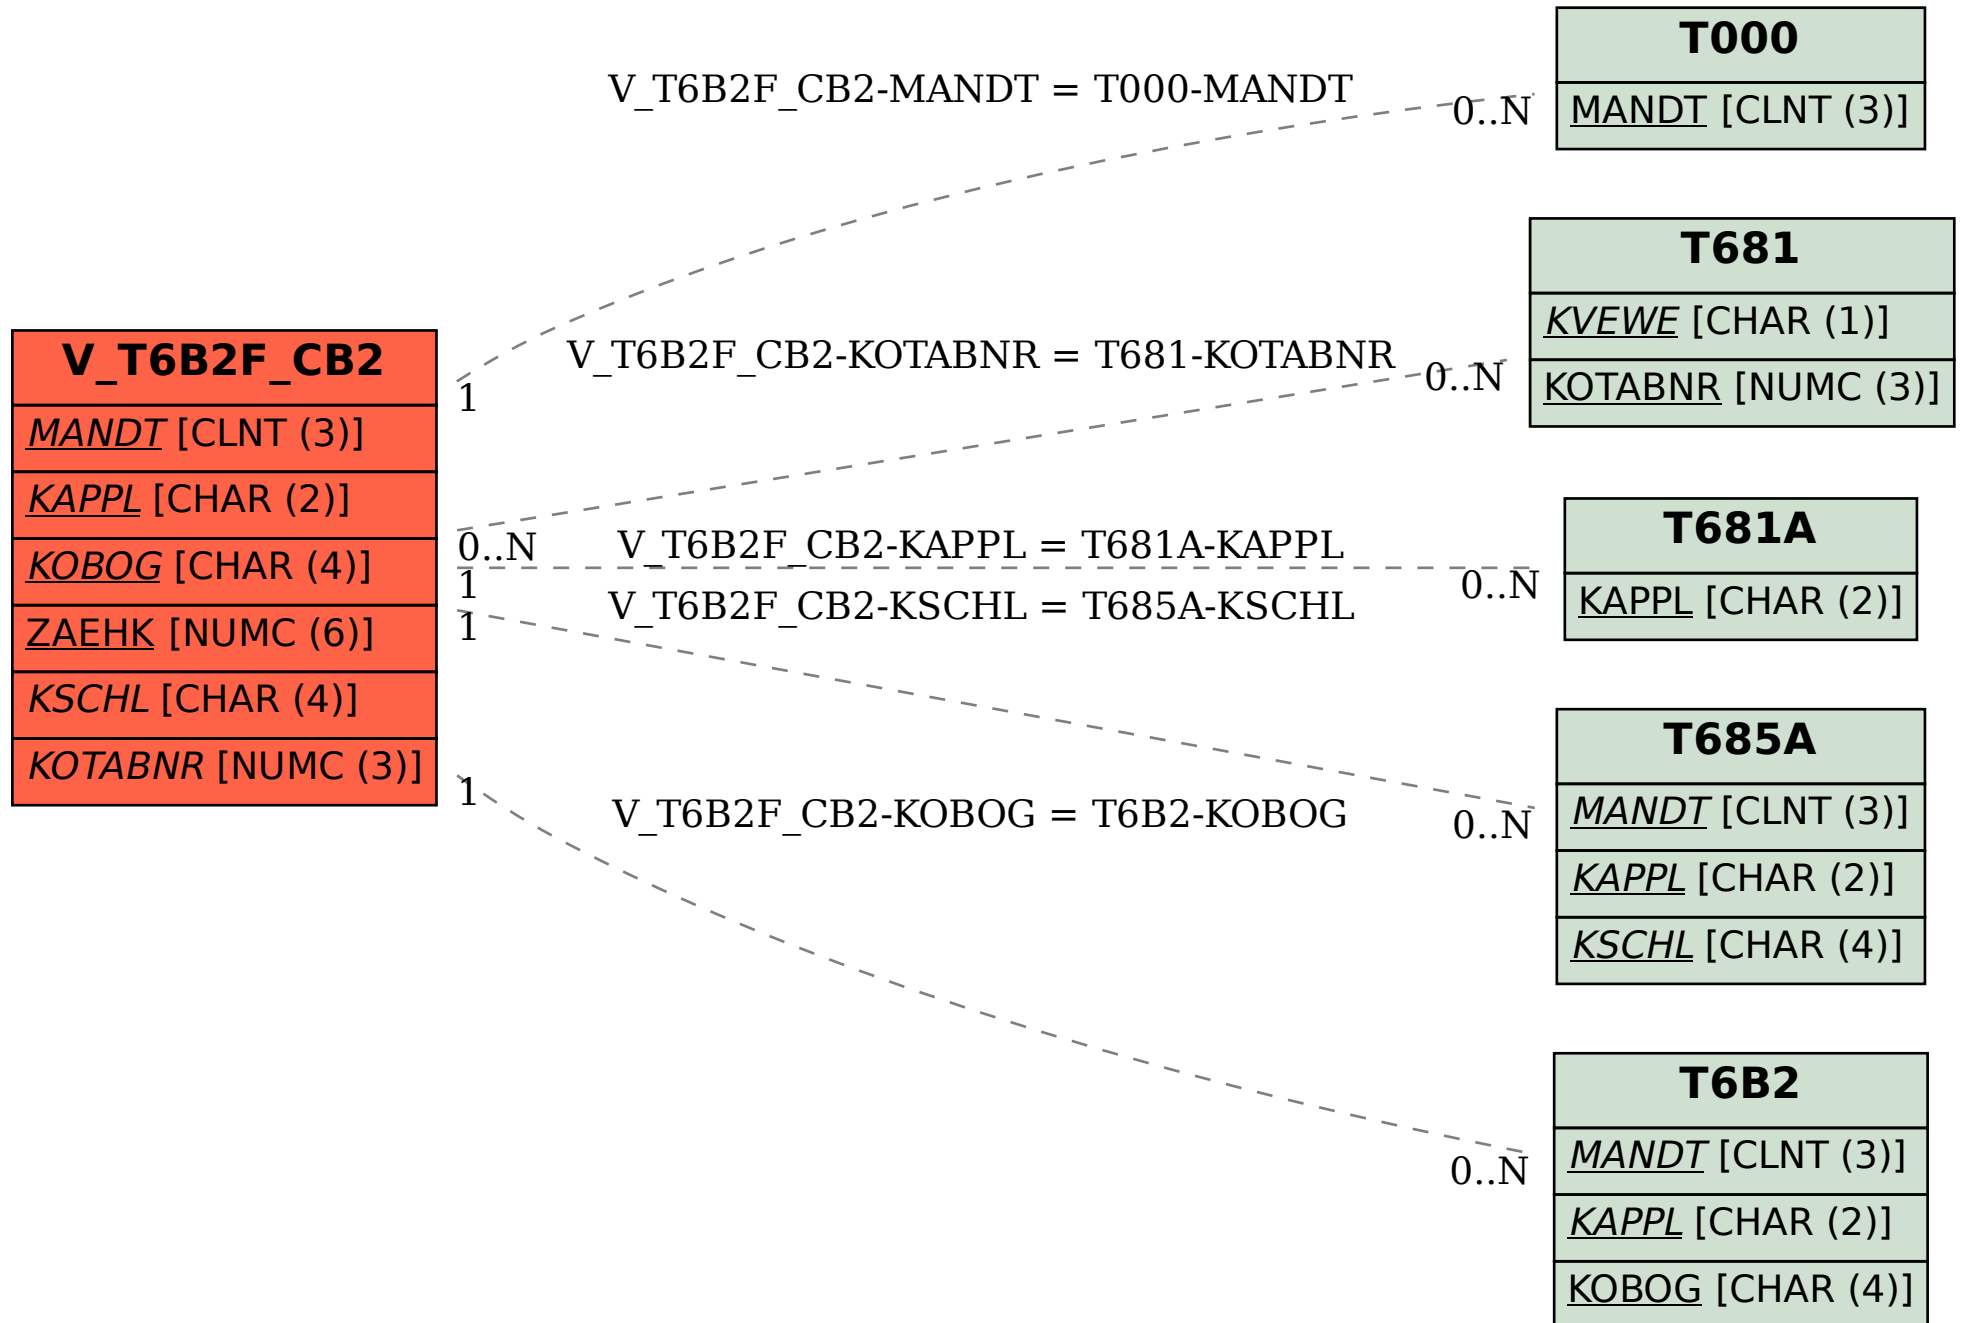 V_T6B2F_CB2
MANDT [CLNT (3)]
KAPPL [CHAR (2)]
KOBOG [CHAR (4)]
ZAEHK [NUMC (6)]
KSCHL [CHAR (4)]
KOTABNR [NUMC (3)]
V_T6B2F_CB2-MANDT = T000-MANDT
0..N
1
V_T6B2F_CB2-KOTABNR = T681-KOTABNR
0..N
0..N
V_T6B2F_CB2-KAPPL = T681A-KAPPL
0..N
1
V_T6B2F_CB2-KSCHL = T685A-KSCHL
1
0..N
V_T6B2F_CB2-KOBOG = T6B2-KOBOG
1
0..N
T000
MANDT [CLNT (3)]
T681
KVEWE [CHAR (1)]
KOTABNR [NUMC (3)]
T681A
KAPPL [CHAR (2)]
T685A
MANDT [CLNT (3)]
KAPPL [CHAR (2)]
KSCHL [CHAR (4)]
T6B2
MANDT [CLNT (3)]
KAPPL [CHAR (2)]
KOBOG [CHAR (4)]